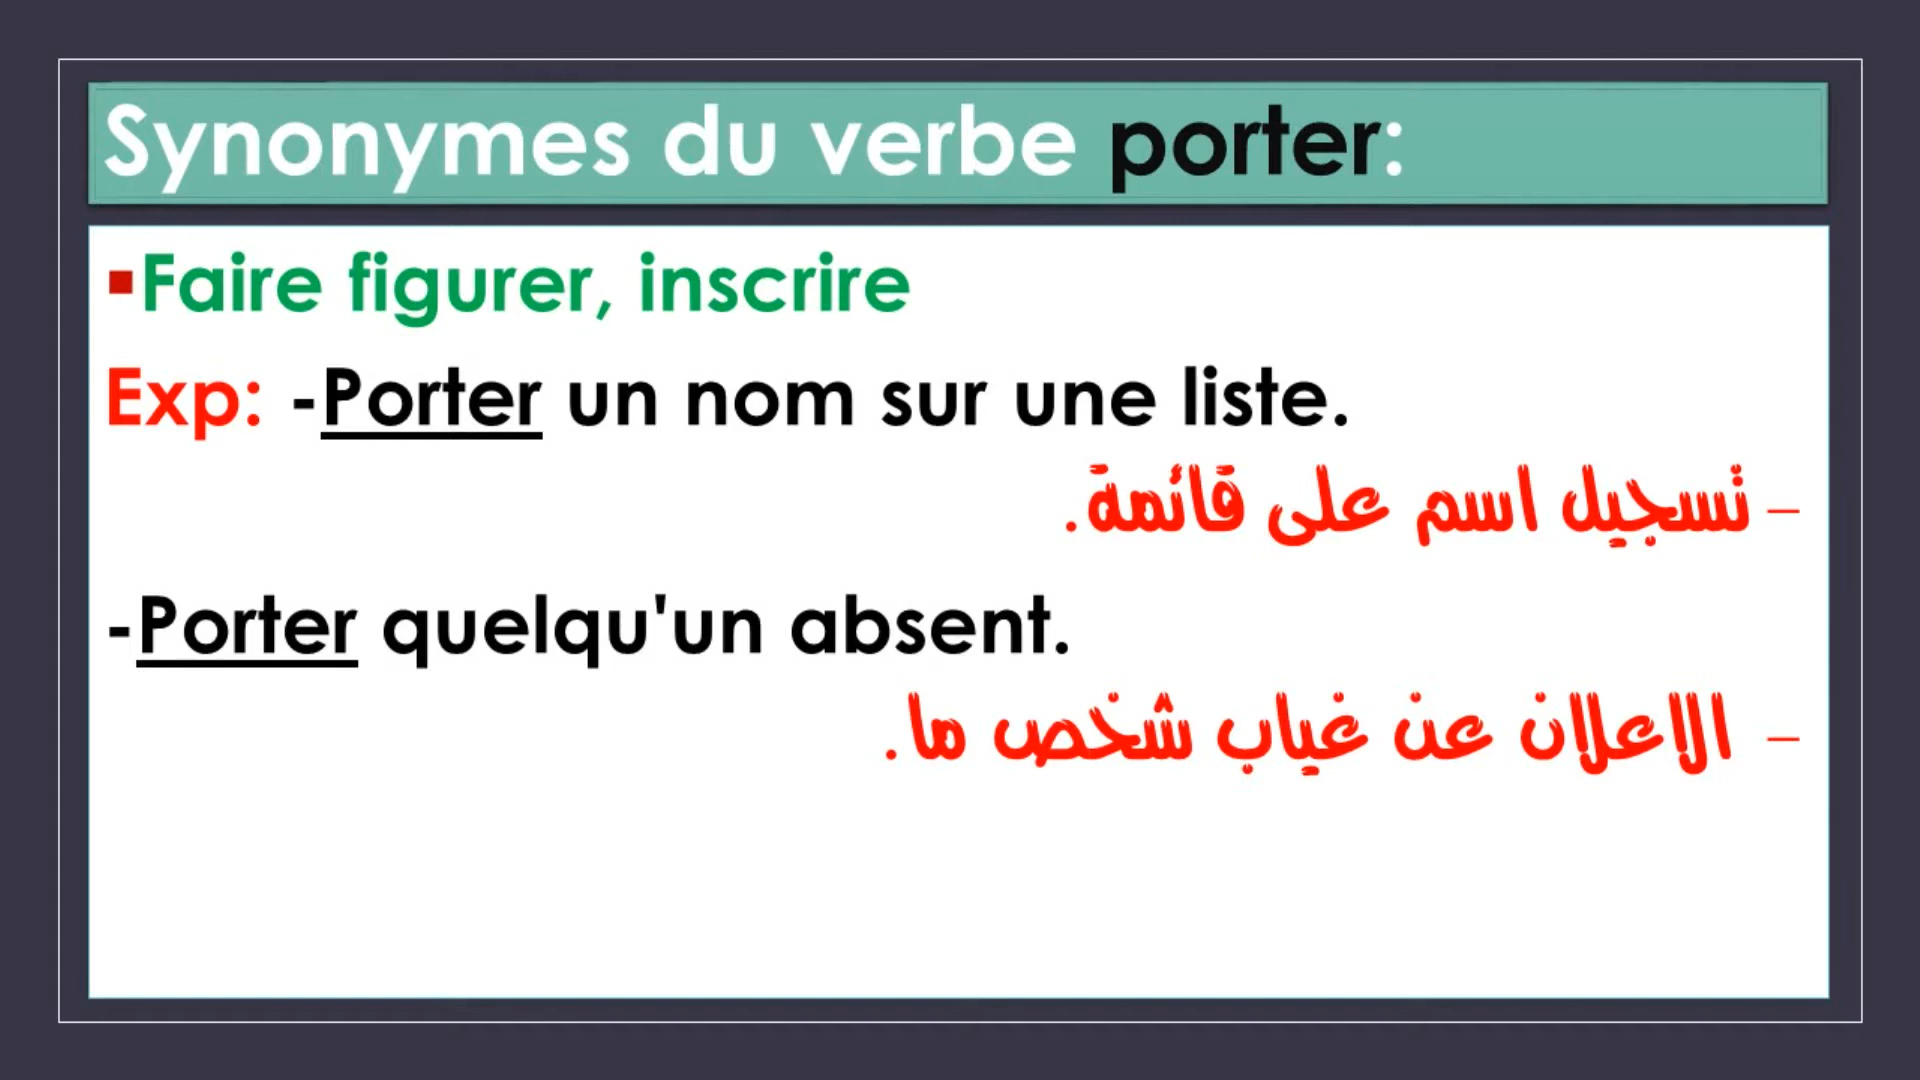 Synonymes du verbe porter:
▪Faire figurer, inscrire
Exp: -Porter un nom sur une liste.
– تسجيل اسم على قائمة.
-Porter quelqu'un absent.
– الاعلان عن غياب شخص ما.